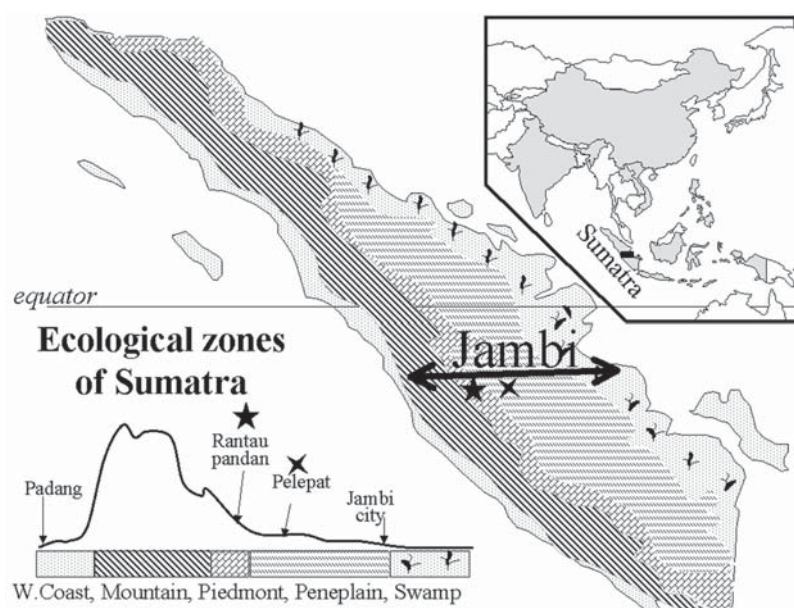 Sumatra
equator
Ecological zones
of Sumatra
Jambi
Rantau
pandan
Pelepat
Padang
Jambi
city
W.Coast, Mountain, Piedmont, Peneplain, Swamp